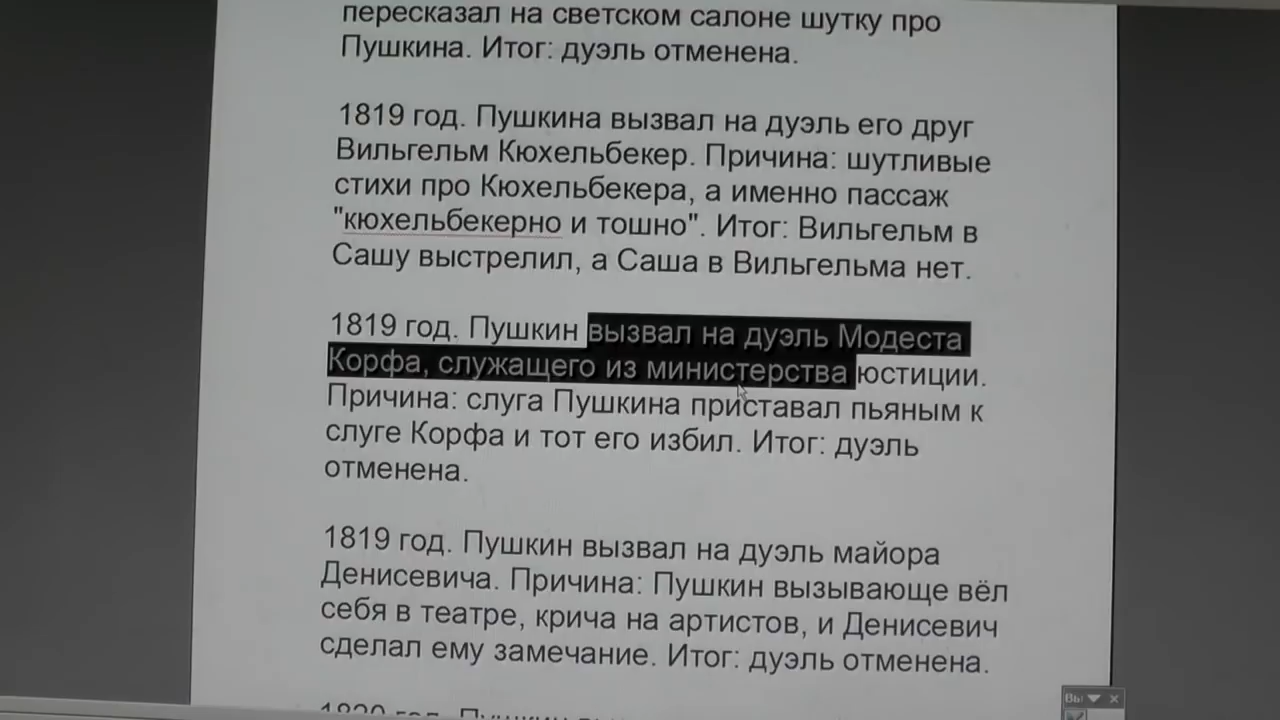 пересказал на светском салоне шутку про
Пушкина. Итог: дуэль отменена.
1819 год. Пушкина вызвал на дуэль его друг
Вильгельм Кюхельбекер. Причина: шутливые
стихи про Кюхельбекера, а именно пассаж
"кюхельбекерно и тошно". Итог: Вильгельм в
Сашу выстрелил, а Саша в Вильгельма нет.
1819 год. Пушкин вызвал на дуэль Модеста
Корфа, служащего из министерства юстиции.
Причина: слуга Пушкина приставал пьяным к
слуге Корфа и тот его избил. Итог: дуэль
отменена.
1819 год. Пушкин вызвал на дуэль майора
Денисевича. Причина: Пушкин вызывающе вёл
себя в театре, крича на артистов, и Денисевич
сделал ему замечание. Итог: дуэль отменена.
1820 год. Пушкин